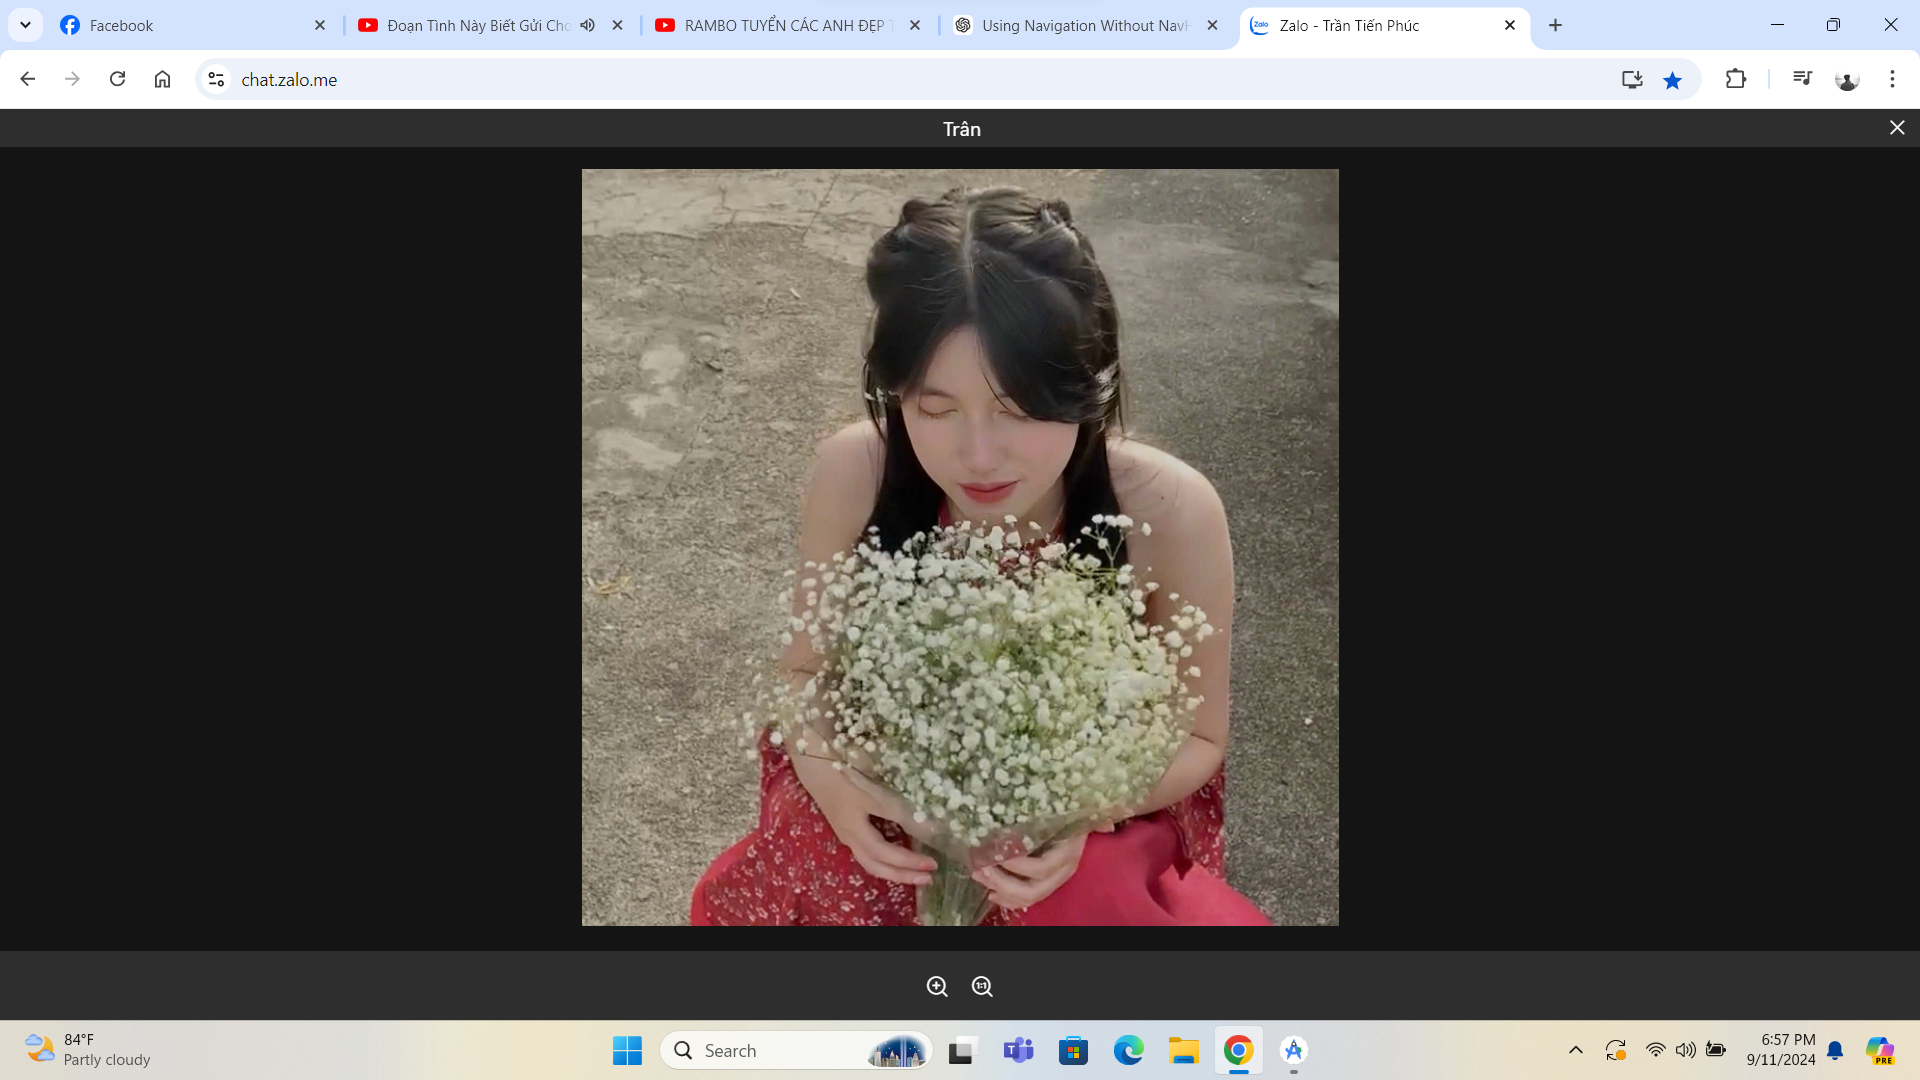 Facebook
Đoạn Tình Này Biết Gửi Cho
RAMBO TUYỂN CÁC ANH ĐẸP T
Using Navigation Without NavH
Zalo - Trần Tiến Phúc
chat.zalo.me
Trân
84°F
Partly cloudy
Search
6:57 PM
9/11/2024